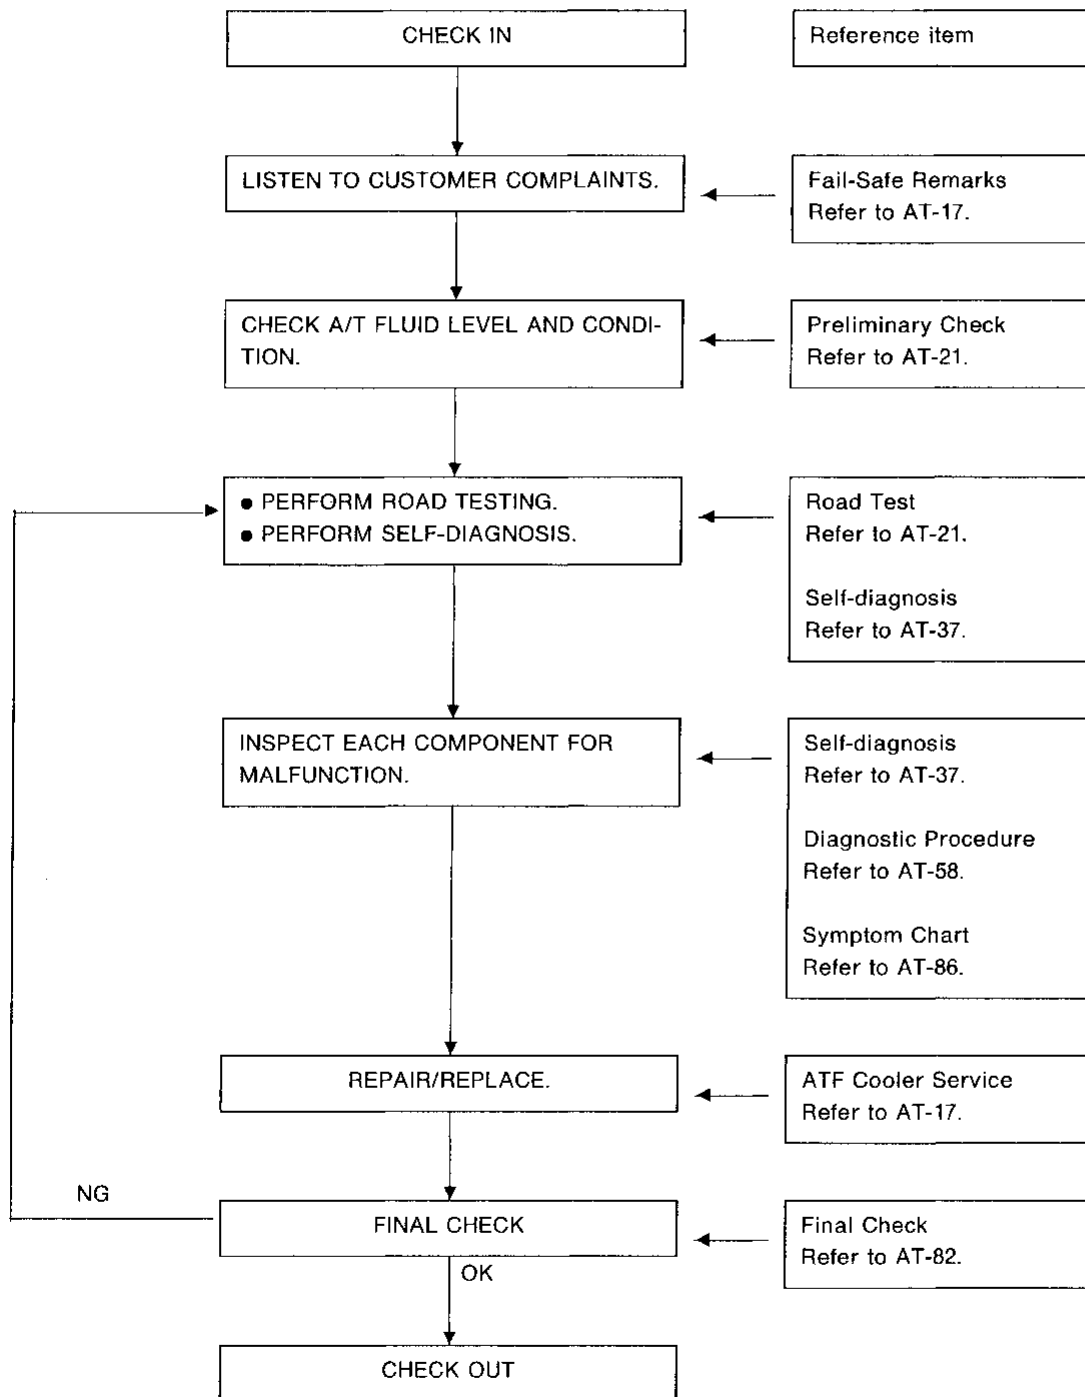 CHECK IN
Reference item
LISTEN TO CUSTOMER COMPLAINTS.
Fail-Safe Remarks
Refer to AT-17.
CHECK A/T FLUID LEVEL AND CONDI-
TION.
Preliminary Check
Refer to AT-21.
● PERFORM ROAD TESTING.
● PERFORM SELF-DIAGNOSIS.
Road Test
Refer to AT-21.
Self-diagnosis
Refer to AT-37.
INSPECT EACH COMPONENT FOR
MALFUNCTION.
Self-diagnosis
Refer to AT-37.
Diagnostic Procedure
Refer to AT-58.
Symptom Chart
Refer to AT-86.
REPAIR/REPLACE.
ATF Cooler Service
Refer to AT-17.
NG
FINAL CHECK
Final Check
Refer to AT-82.
OK
CHECK OUT